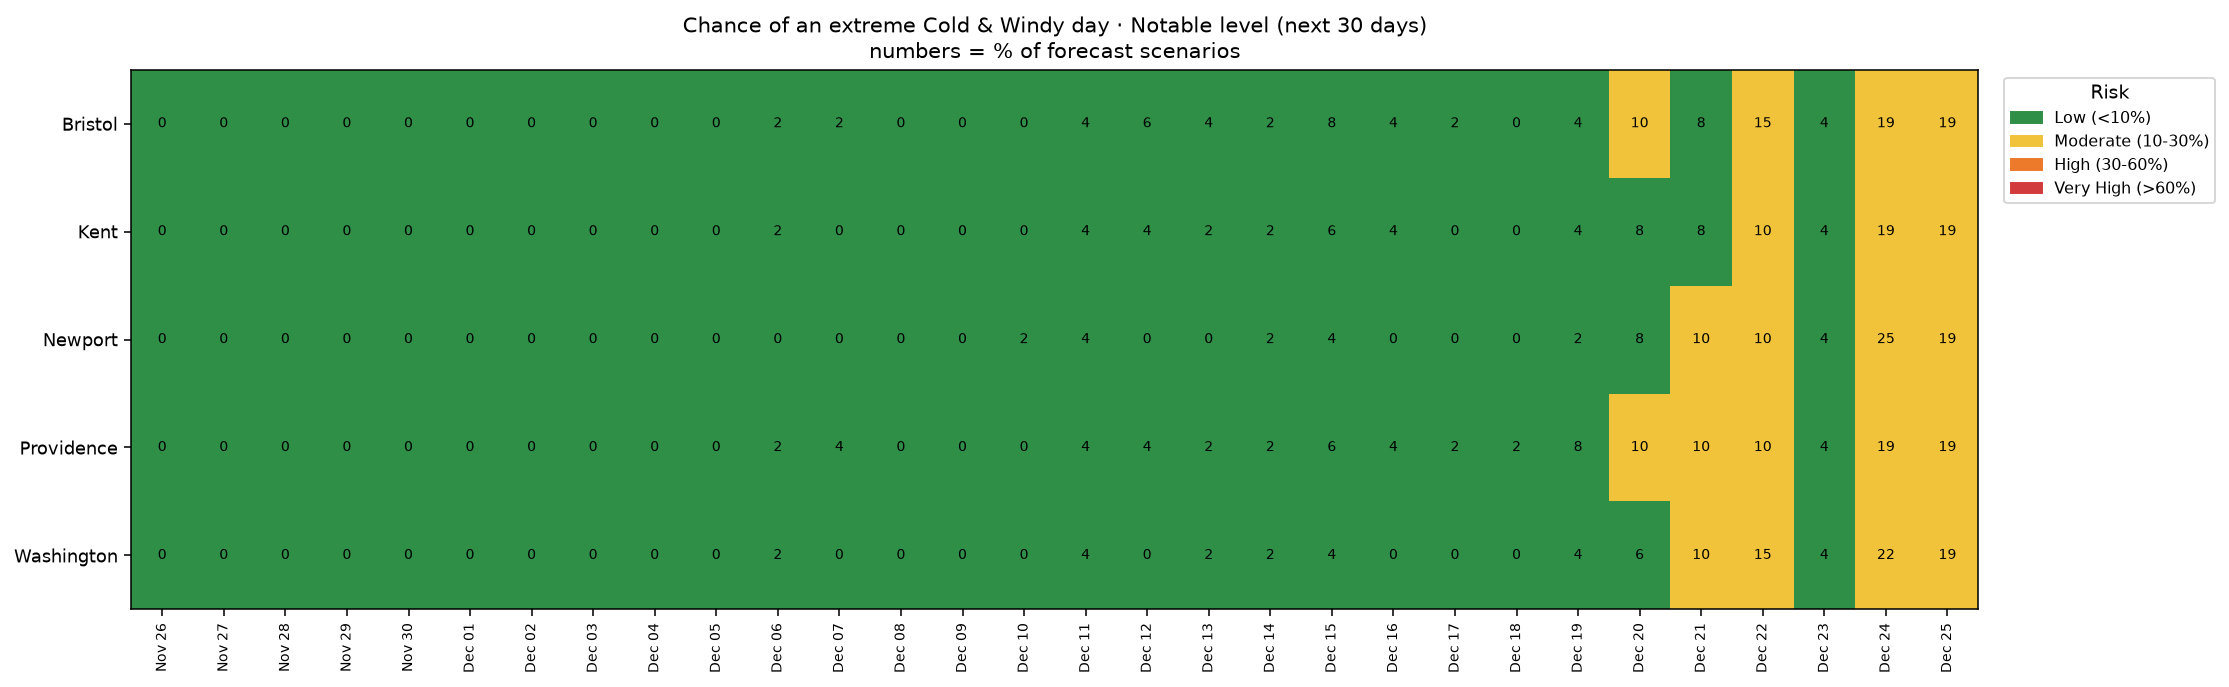 Chance of an extreme Cold & Windy day · Notable level (next 30 days)
numbers = % of forecast scenarios
Bristol 0 0 0 0 0 0 0 0 0 0 2 2 0 0 0 4 6 4 2 8 4 2 0 4 10 8 15 4 19 19
Kent 0 0 0 0 0 0 0 0 0 0 2 0 0 0 0 4 4 2 2 6 4 0 0 4 8 8 10 4 19 19
Newport 0 0 0 0 0 0 0 0 0 0 0 0 0 0 2 4 0 0 2 4 0 0 0 2 8 10 10 4 25 19
Providence 0 0 0 0 0 0 0 0 0 0 2 4 0 0 0 4 4 2 2 6 4 2 2 8 10 10 10 4 19 19
Washington 0 0 0 0 0 0 0 0 0 0 2 0 0 0 0 4 0 2 2 4 0 0 0 4 6 10 15 4 22 19
Nov 26 Nov 27 Nov 28 Nov 29 Nov 30 Dec 01 Dec 02 Dec 03 Dec 04 Dec 05 Dec 06 Dec 07 Dec 08 Dec 09 Dec 10 Dec 11 Dec 12 Dec 13 Dec 14 Dec 15 Dec 16 Dec 17 Dec 18 Dec 19 Dec 20 Dec 21 Dec 22 Dec 23 Dec 24 Dec 25
Risk
Low (<10%)
Moderate (10-30%)
High (30-60%)
Very High (>60%)